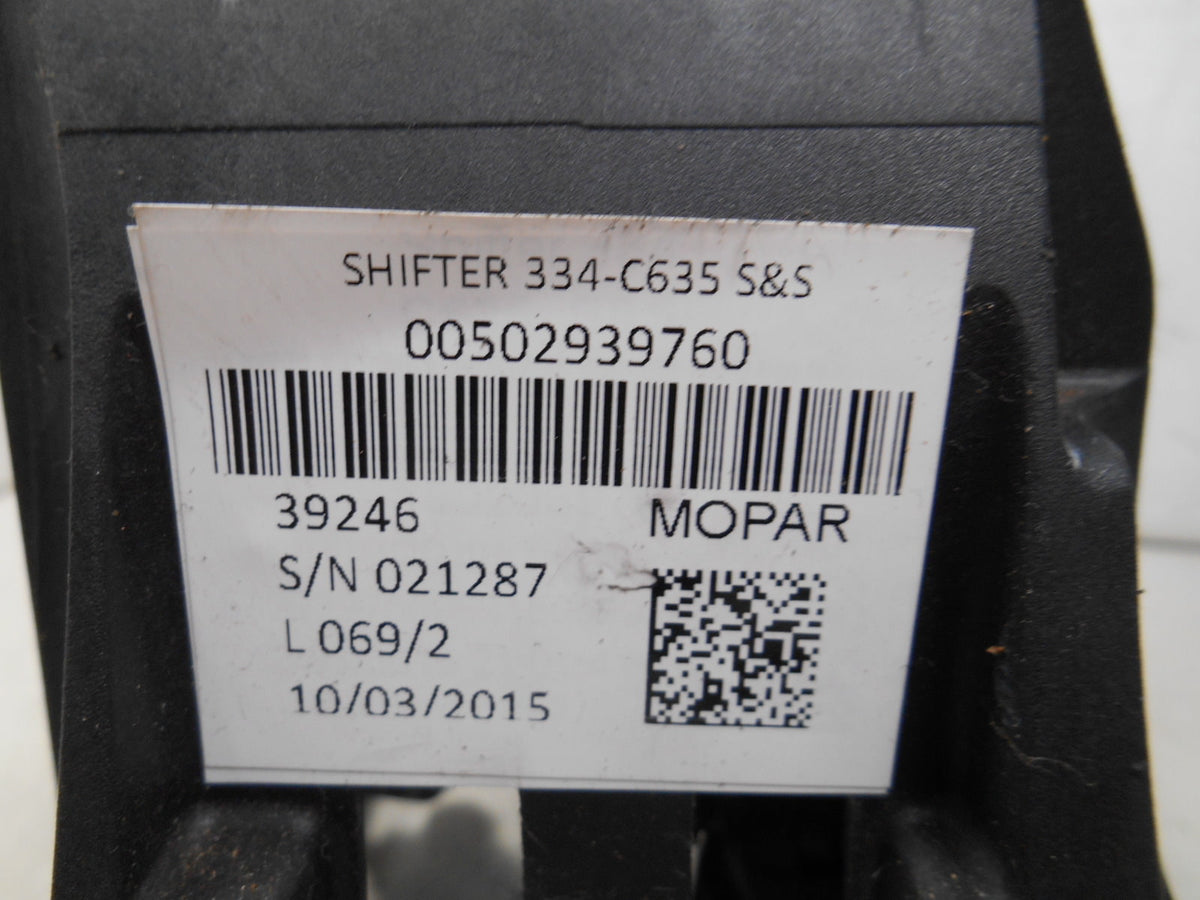 SHIFTER 334-C635 S&S
00502939760
39246 MOPAR
S/N 021287
L 069/2
10/03/2015